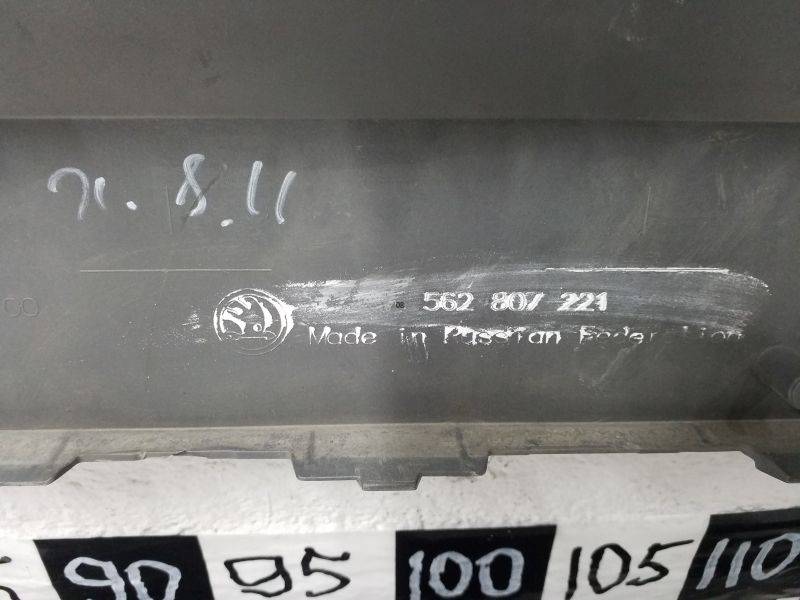 л. 8.11
562 807 221
Made in Russian Federation
90 95 100 105 110